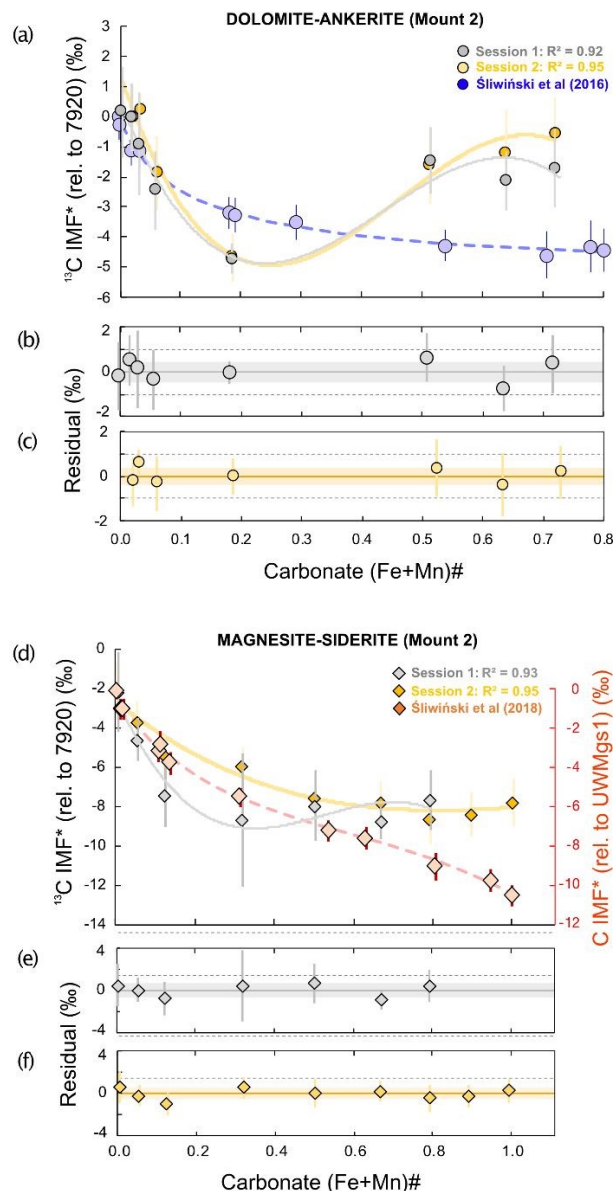 DOLOMITE-ANKERITE (Mount 2)
(a)
Session 1: R² = 0.92
Session 2: R² = 0.95
Śliwiński et al (2016)
¹³C IMF* (rel. to 7920) (‰)
4
3
2
1
0
-1
-2
-3
-4
-5
-6
(b)
2
0
-2
(c)
2
0
-2
Residual (‰)
0.0 0.1 0.2 0.3 0.4 0.5 0.6 0.7 0.8
Carbonate (Fe+Mn)#
MAGNESITE-SIDERITE (Mount 2)
(d)
Session 1: R² = 0.93
Session 2: R² = 0.95
Śliwiński et al (2018)
¹³C IMF* (rel. to 7920) (‰)
0
-2
-4
-6
-8
-10
-12
-14
0
-2
-4
-6
-8
-10
-12
C IMF* (rel. to UWMgs1) (‰)
(e)
4
0
-4
(f)
4
0
-4
Residual (‰)
0.0 0.2 0.4 0.6 0.8 1.0
Carbonate (Fe+Mn)#